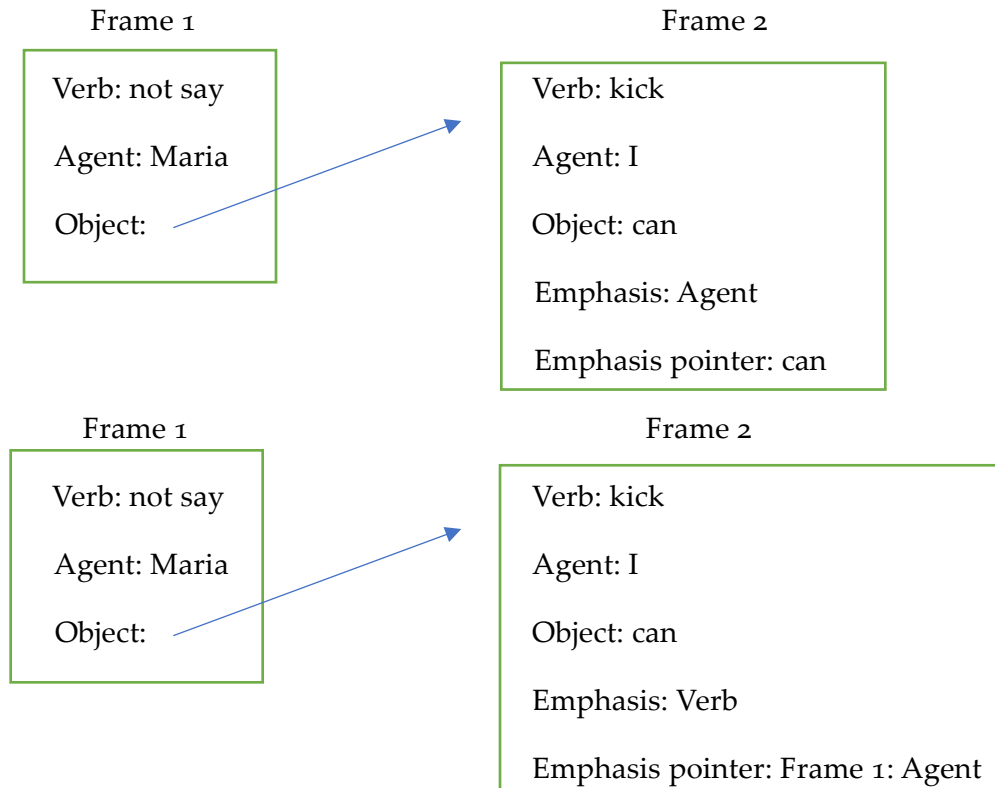 Frame 1
Verb: not say
Agent: Maria
Object:
Frame 2
Verb: kick
Agent: I
Object: can
Emphasis: Agent
Emphasis pointer: can
Frame 1
Verb: not say
Agent: Maria
Object:
Frame 2
Verb: kick
Agent: I
Object: can
Emphasis: Verb
Emphasis pointer: Frame 1: Agent